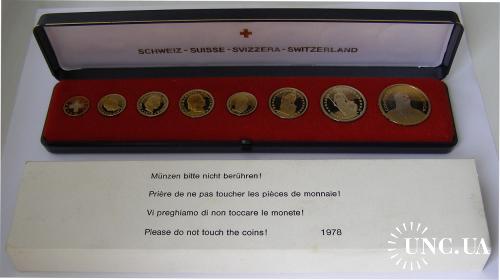 SCHWEIZ - SUISSE - SVIZZERA - SWITZERLAND
Münzen bitte nicht berühren!
Prière de ne pas toucher les pièces de monnaie!
Vi preghiamo di non toccare le monete!
Please do not touch the coins! 1978
UNC.UA